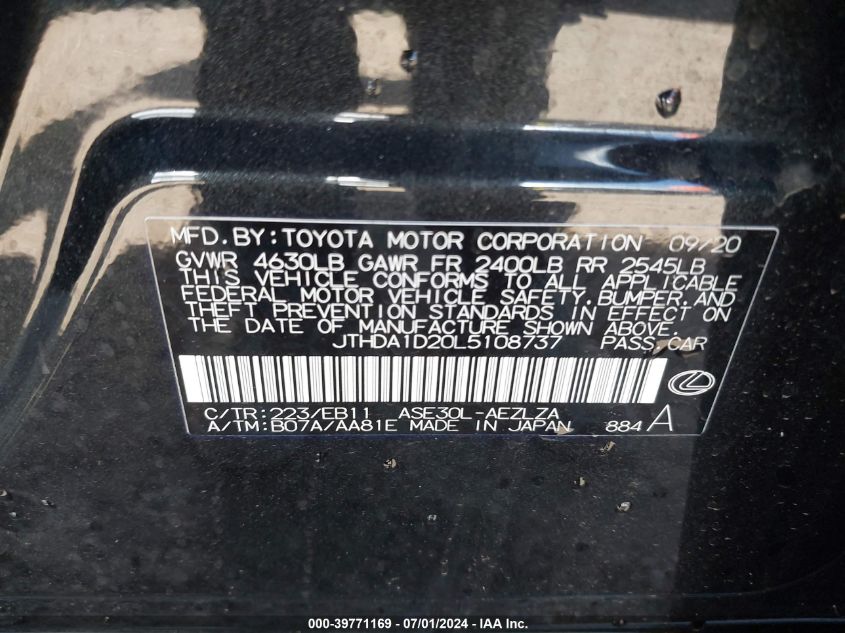 MFD. BY: TOYOTA MOTOR CORPORATION 09/20
GVWR 4630LB GAWR FR 2400LB RR 2545LB
THIS VEHICLE CONFORMS TO ALL APPLICABLE
FEDERAL MOTOR VEHICLE SAFETY, BUMPER, AND
THEFT PREVENTION STANDARDS IN EFFECT ON
THE DATE OF MANUFACTURE SHOWN ABOVE.
JTHDA1D20L5108737 PASS. CAR
C/TR: 223/EB11 ASE30L-AEZLZA
A/TM: B07A/AA81E MADE IN JAPAN 884 A
000-39771169 - 07/01/2024 - IAA Inc.